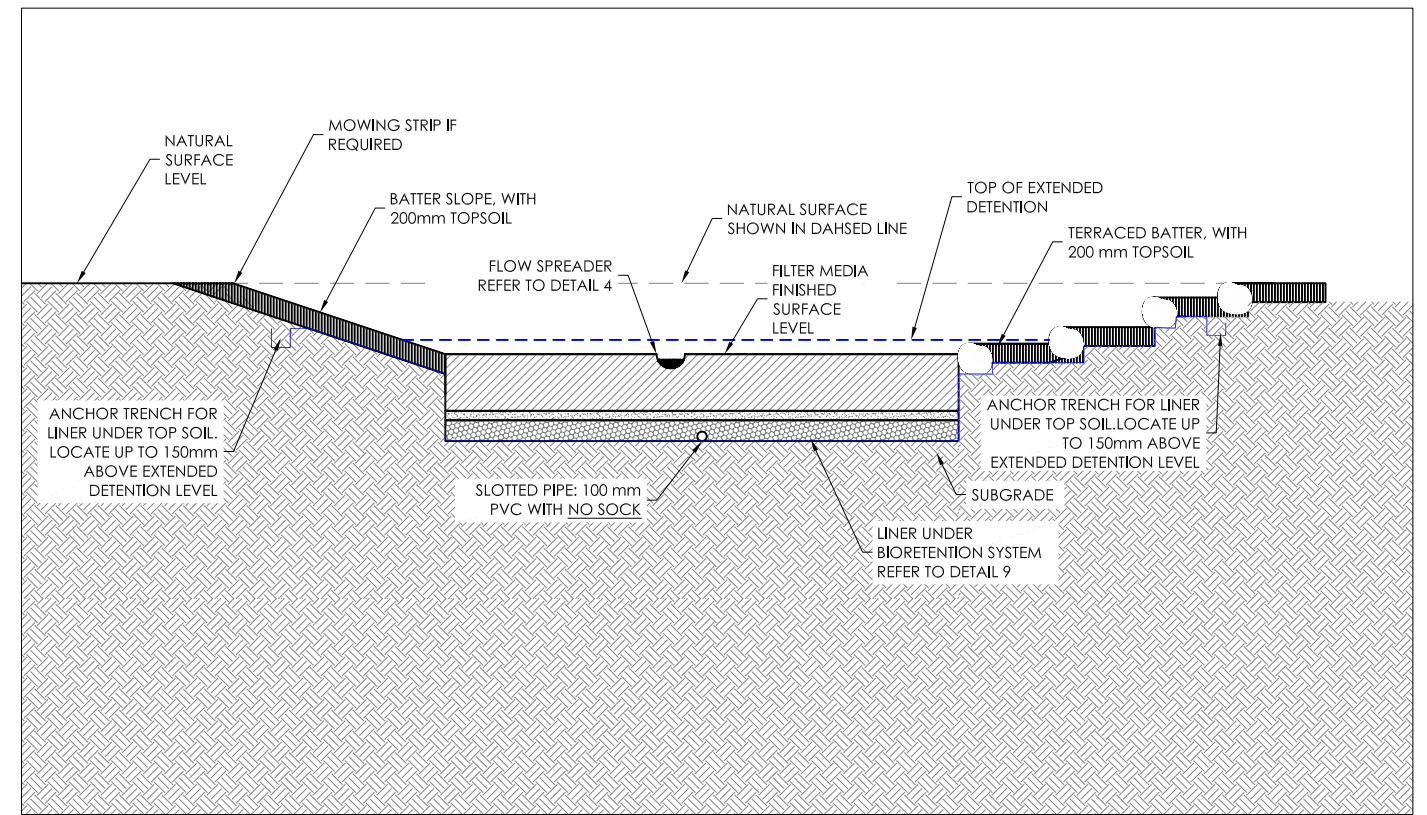 MOWING STRIP IF
REQUIRED
NATURAL
SURFACE
LEVEL
BATTER SLOPE, WITH
200mm TOPSOIL
NATURAL SURFACE
SHOWN IN DAHSED LINE
TOP OF EXTENDED
DETENTION
TERRACED BATTER, WITH
200 mm TOPSOIL
FLOW SPREADER
REFER TO DETAIL 4
FILTER MEDIA
FINISHED
SURFACE
LEVEL
ANCHOR TRENCH FOR
LINER UNDER TOP SOIL.
LOCATE UP TO 150mm
ABOVE EXTENDED
DETENTION LEVEL
ANCHOR TRENCH FOR LINER
UNDER TOP SOIL.LOCATE UP
TO 150mm ABOVE
EXTENDED DETENTION LEVEL
SLOTTED PIPE: 100 mm
PVC WITH NO SOCK
SUBGRADE
LINER UNDER
BIORETENTION SYSTEM
REFER TO DETAIL 9